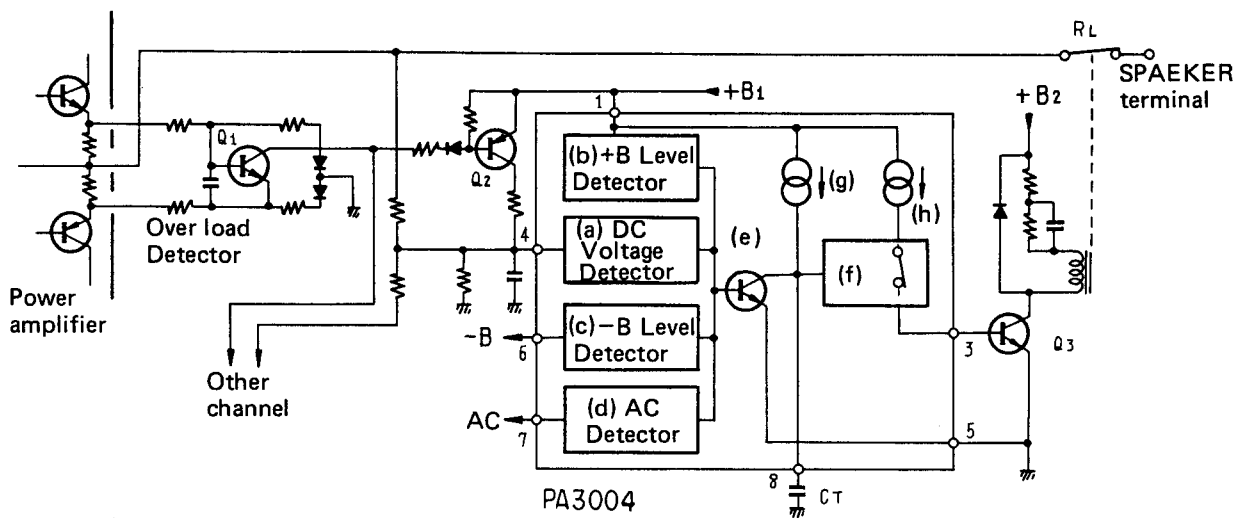 RL
SPAEKER
terminal
+B1
+B2
1
Q1
Q2
(b)+B Level
Detector
(g)
(h)
Over load
Detector
4
(a) DC
Voltage
Detector
(e)
(f)
Power
amplifier
-B
6
(c)-B Level
Detector
3
Q3
Other
channel
AC
7
(d) AC
Detector
5
8
CT
PA3004